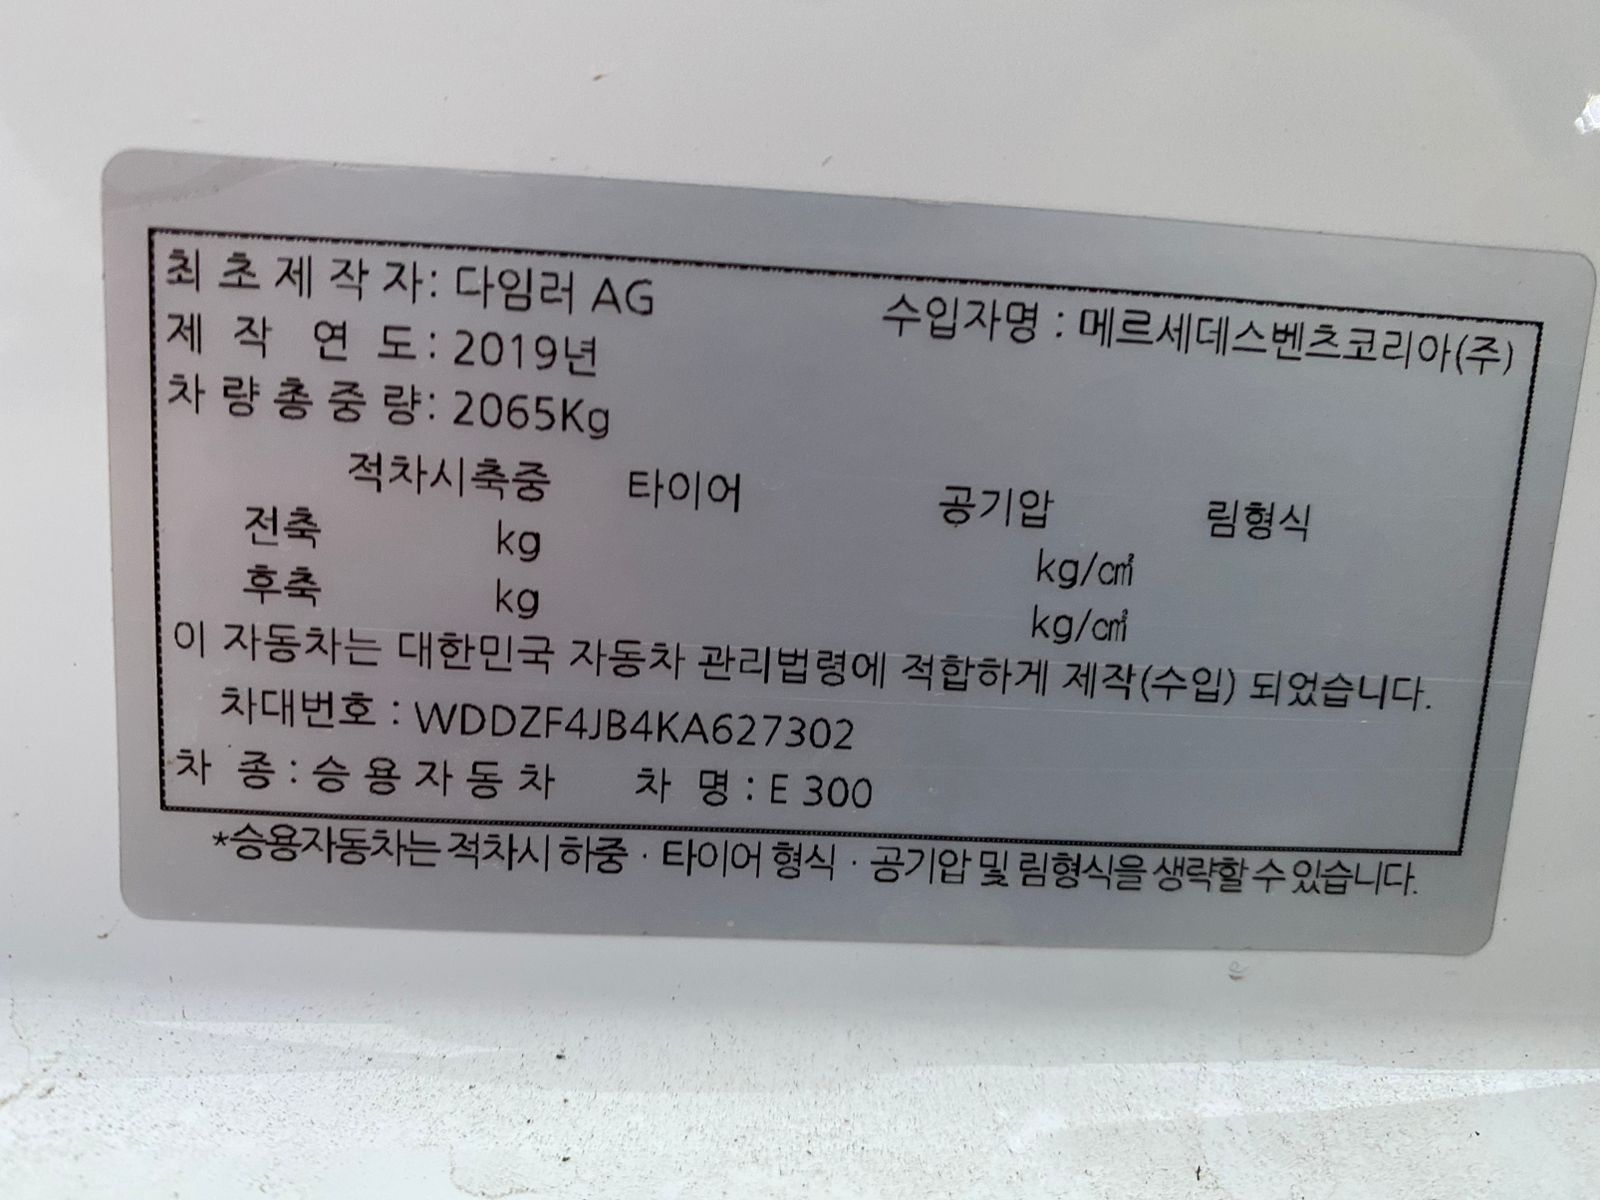 최초제작자: 다임러 AG 수입자명 : 메르세데스벤츠코리아(주)
제작연도: 2019년
차량총중량: 2065Kg
적차시축중 타이어 공기압 림형식
전축 kg kg/㎠
후축 kg kg/㎠
이 자동차는 대한민국 자동차 관리법령에 적합하게 제작(수입) 되었습니다.
차대번호 : WDDZF4JB4KA627302
차종 : 승용자동차 차명 : E 300
*승용자동차는 적차시 하중 · 타이어 형식 · 공기압 및 림형식을 생략할 수 있습니다.